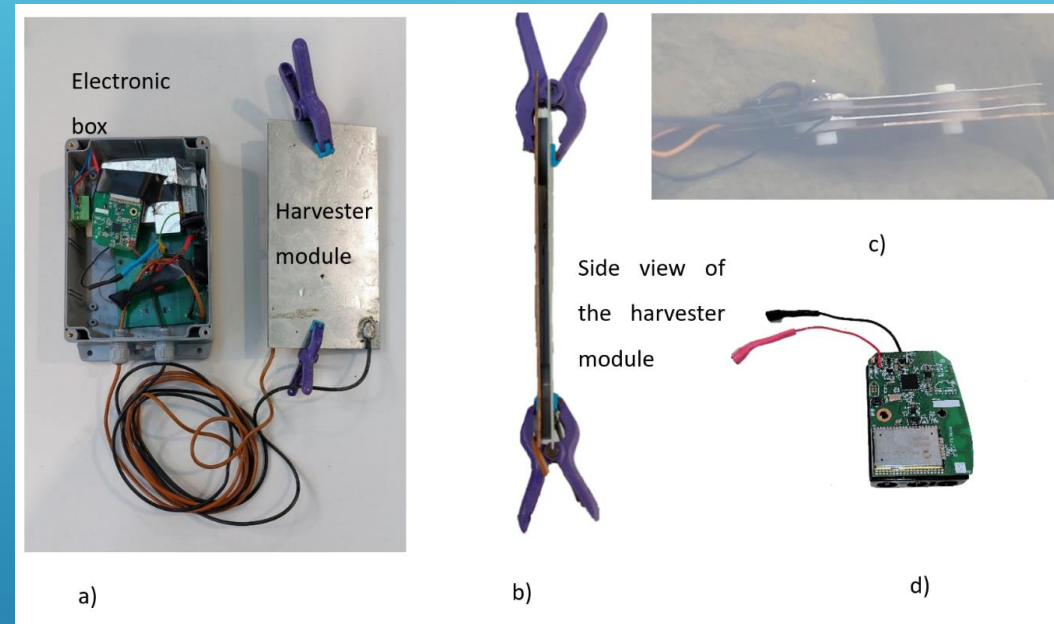 Electronic
box
Harvester
module
a)
Side view of
the harvester
module
b)
c)
d)